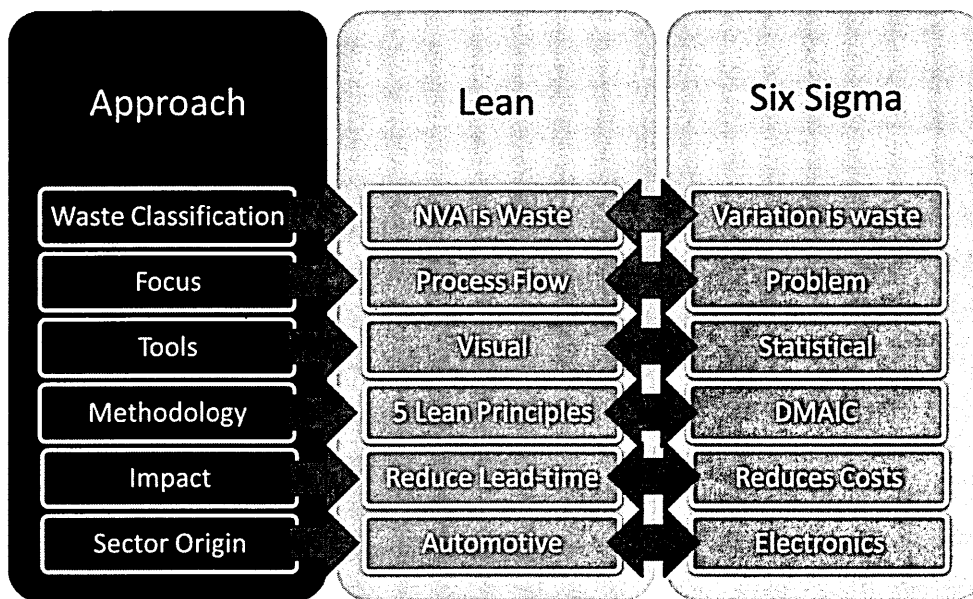 Approach
Lean
Six Sigma
Waste Classification
NVA is Waste
Variation is waste
Focus
Process Flow
Problem
Tools
Visual
Statistical
Methodology
5 Lean Principles
DMAIC
Impact
Reduce Lead-time
Reduces Costs
Sector Origin
Automotive
Electronics